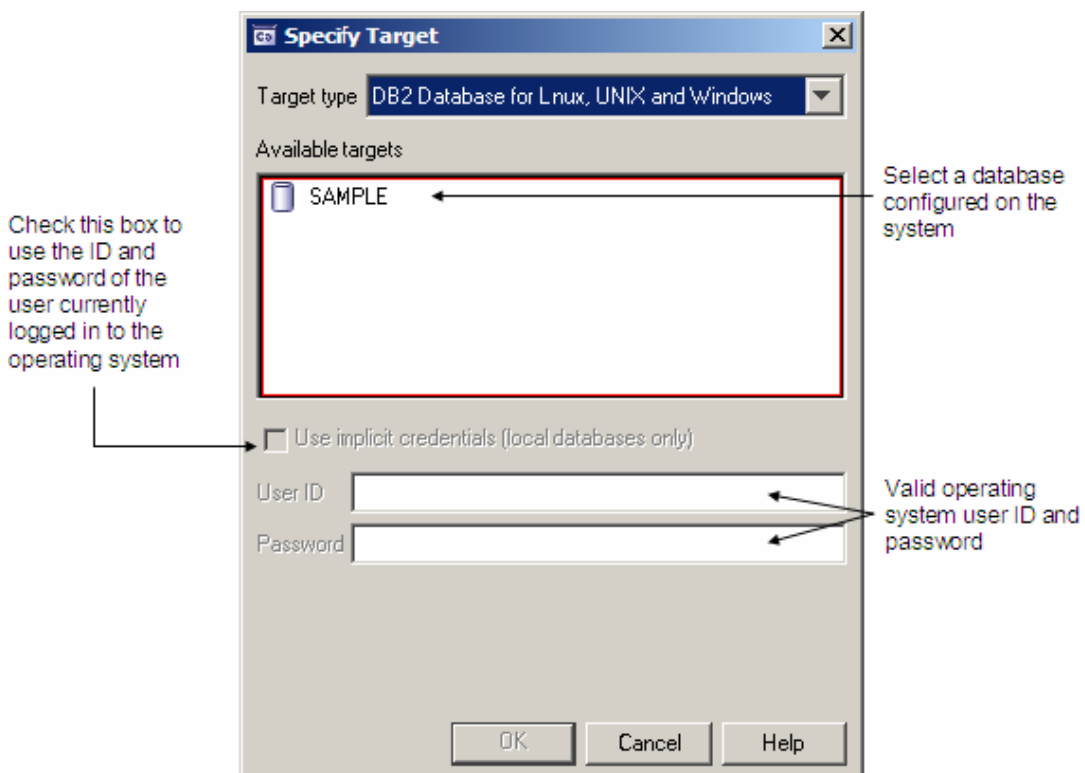 Specify Target
Target type DB2 Database for Lnux, UNIX and Windows
Available targets
SAMPLE
Select a database
configured on the
system
Check this box to
use the ID and
password of the
user currently
logged in to the
operating system
Use implicit credentials (local databases only)
User ID
Password
Valid operating
system user ID and
password
OK
Cancel
Help